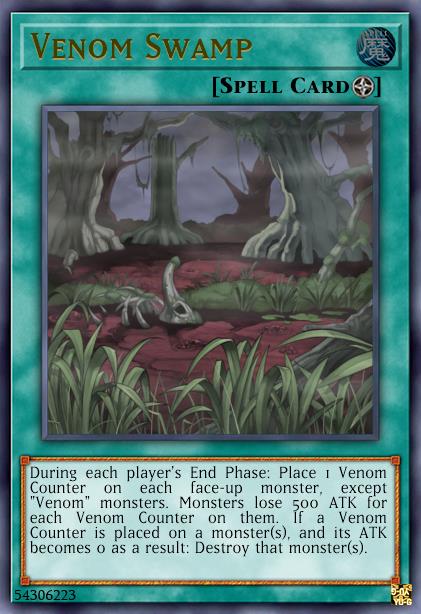 Venom Swamp
魔
[Spell Card]
During each player's End Phase: Place 1 Venom
Counter on each face-up monster, except
"Venom" monsters. Monsters lose 500 ATK for
each Venom Counter on them. If a Venom
Counter is placed on a monster(s), and its ATK
becomes 0 as a result: Destroy that monster(s).
54306223